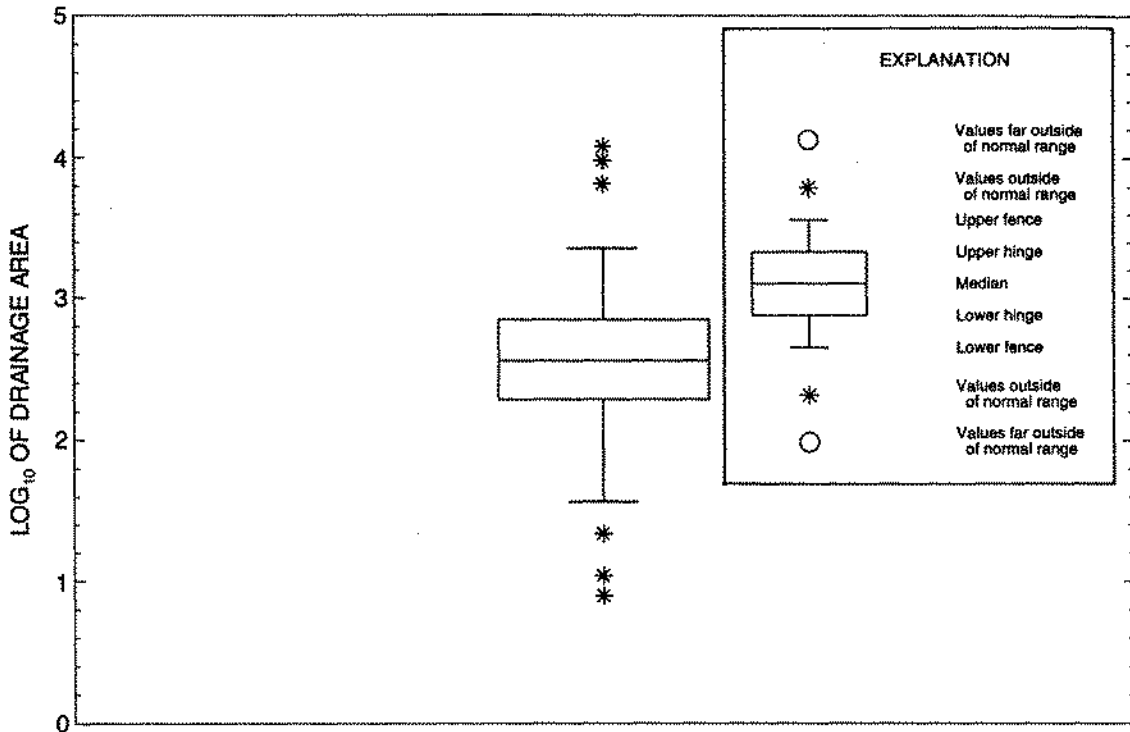 5
4
3
2
1
0
LOG₁₀ OF DRAINAGE AREA
EXPLANATION
Values far outside
of normal range
Values outside
of normal range
Upper fence
Upper hinge
Median
Lower hinge
Lower fence
Values outside
of normal range
Values far outside
of normal range